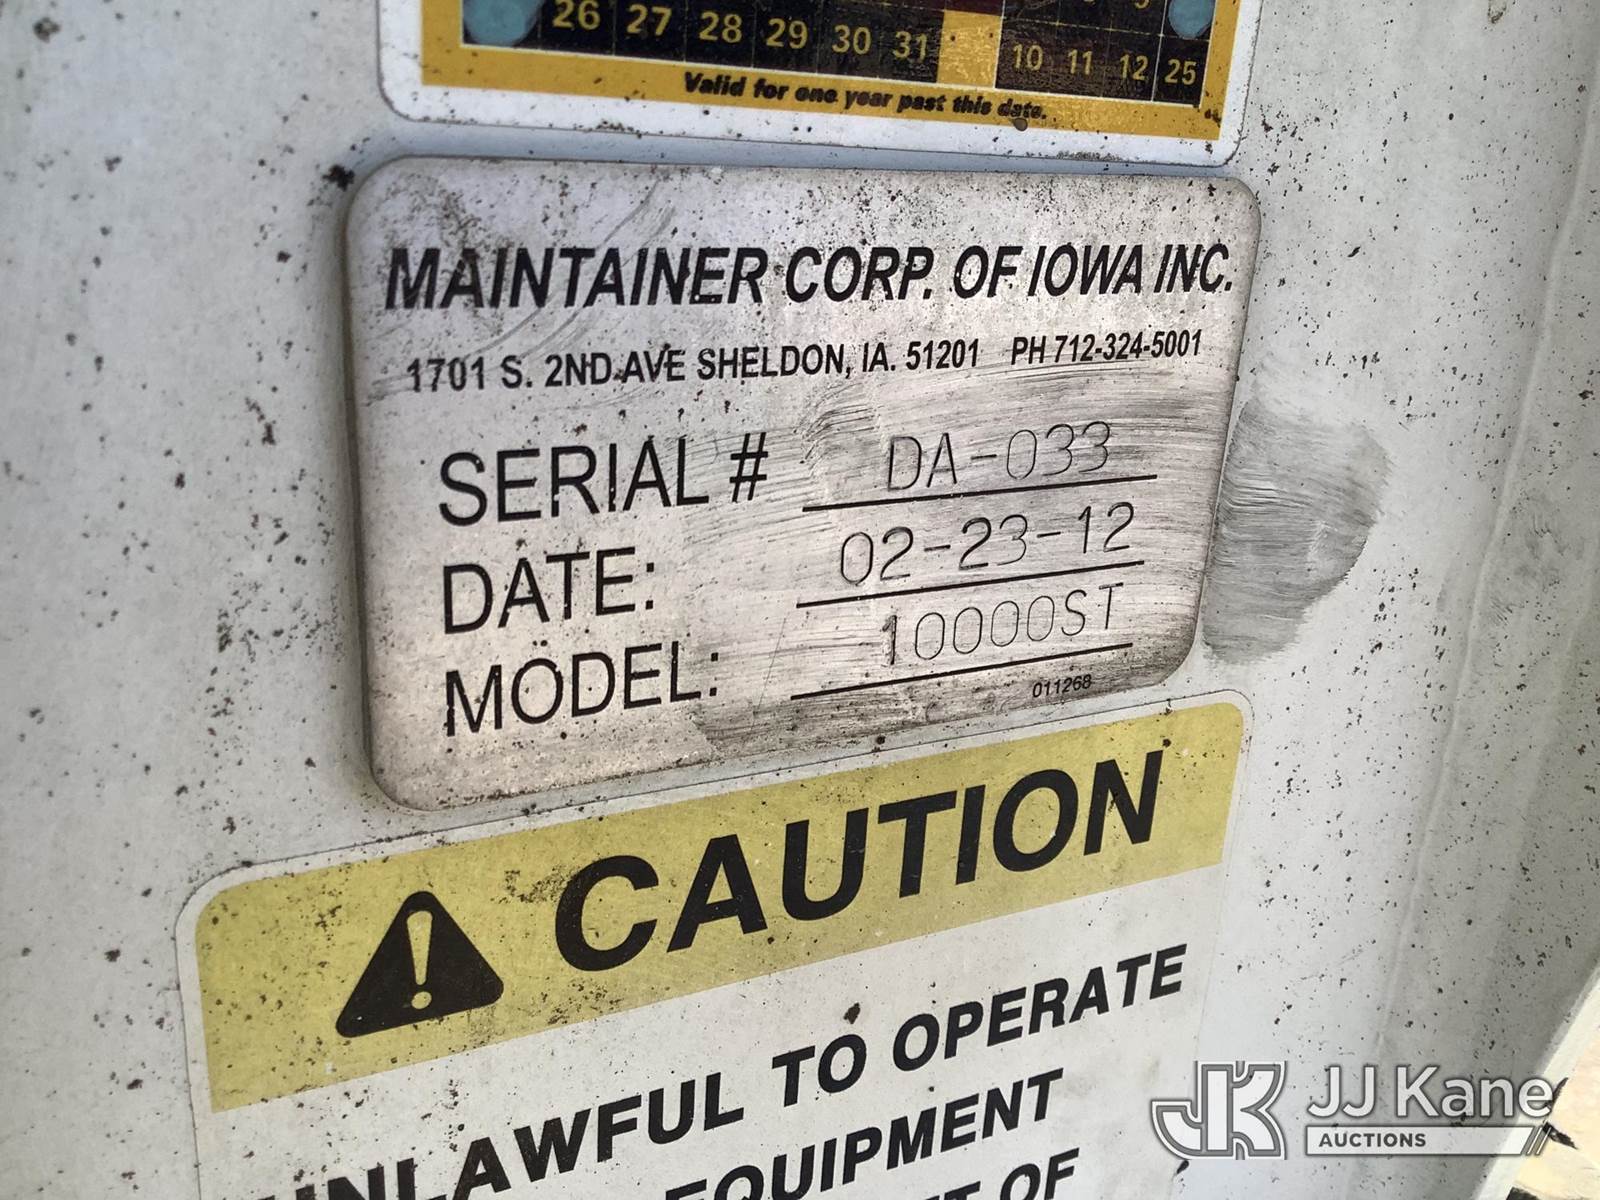 26 27 28 29 30 31 10 11 12 25
Valid for one year past this date.
MAINTAINER CORP. OF IOWA INC.
1701 S. 2ND AVE SHELDON, IA. 51201 PH 712-324-5001
SERIAL # DA-033
DATE: 02-23-12
MODEL: 10000ST
011268
CAUTION
UNLAWFUL TO OPERATE
EQUIPMENT
OF
JJ Kane
AUCTIONS